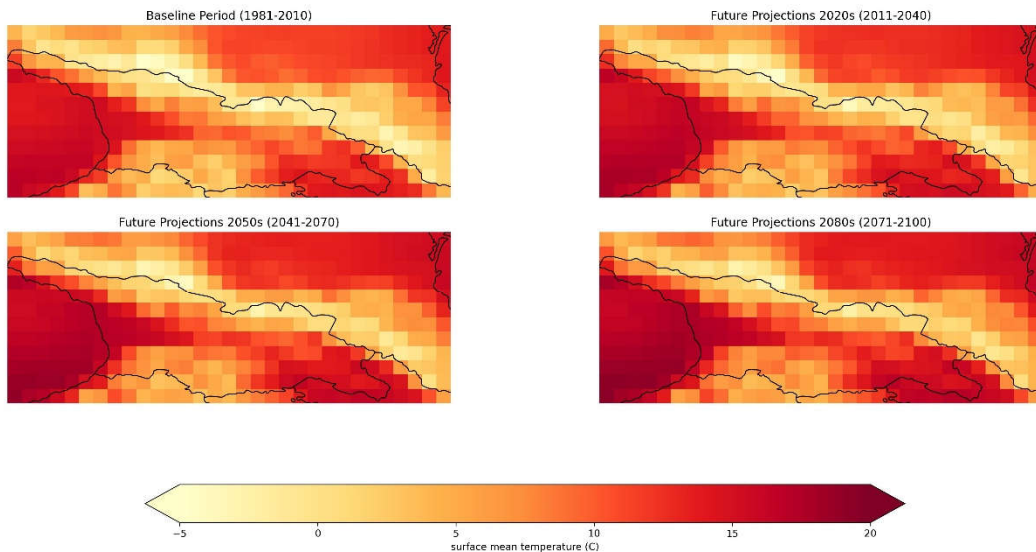 Baseline Period (1981-2010)
Future Projections 2020s (2011-2040)
Future Projections 2050s (2041-2070)
Future Projections 2080s (2071-2100)
−5 0 5 10 15 20
surface mean temperature (C)